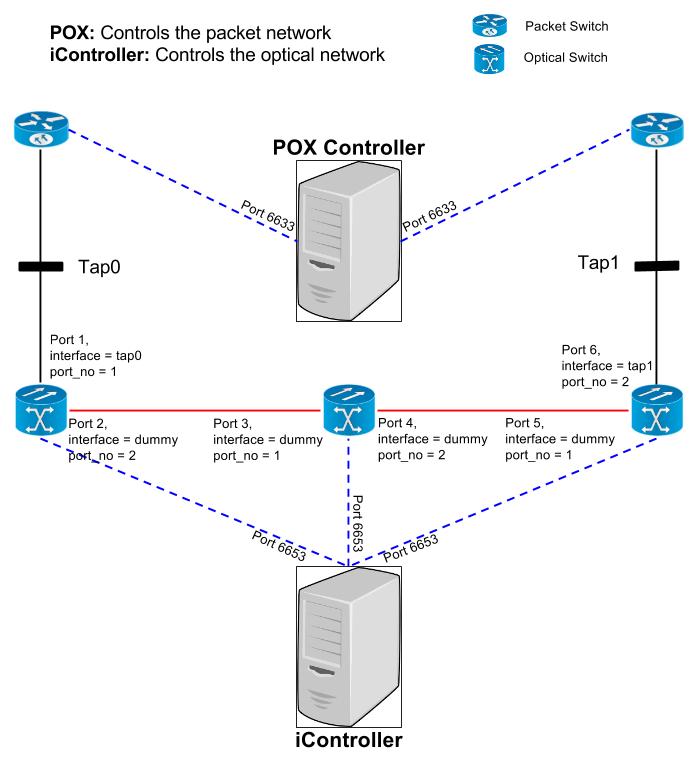 POX: Controls the packet network
iController: Controls the optical network
Packet Switch
Optical Switch
POX Controller
Port 6633
Port 6633
Tap0
Tap1
Port 1,
interface = tap0
port_no = 1
Port 6,
interface = tap1
port_no = 2
Port 2,
interface = dummy
port_no = 2
Port 3,
interface = dummy
port_no = 1
Port 4,
interface = dummy
port_no = 2
Port 5,
interface = dummy
port_no = 1
Port 6653
Port 6653
Port 6653
iController